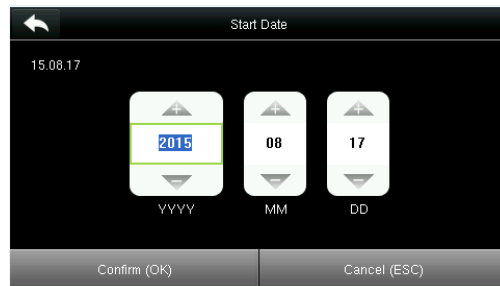 Start Date
15.08.17
2015 08 17
YYYY MM DD
Confirm (OK) Cancel (ESC)